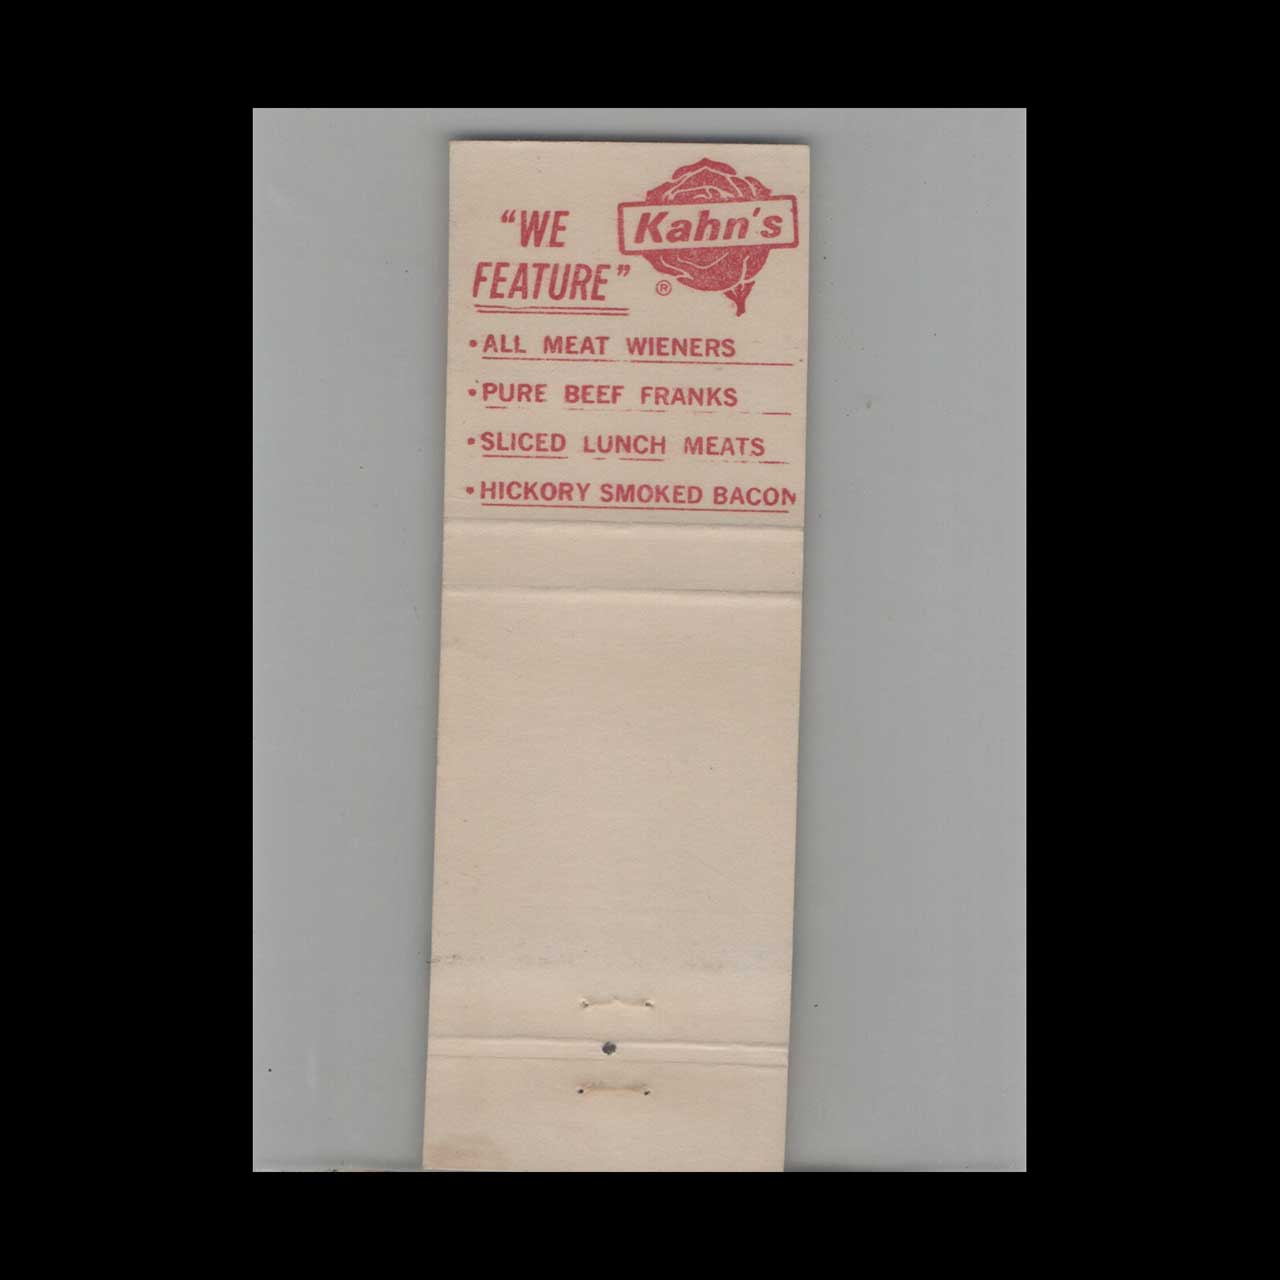 "WE
FEATURE"
Kahn's
®
•ALL MEAT WIENERS
•PURE BEEF FRANKS
•SLICED LUNCH MEATS
•HICKORY SMOKED BACON